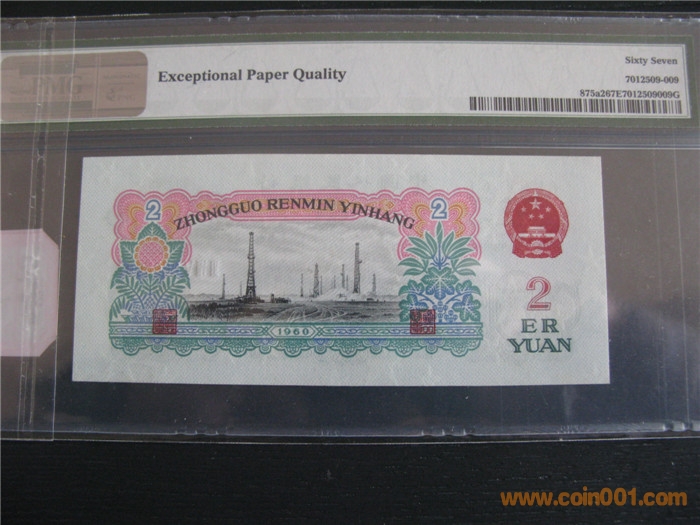 PMG
Exceptional Paper Quality
Sixty Seven
7012509-009
875a267E7012509009G
2
2
ZHONGGUO RENMIN YINHANG
1960
2
ER
YUAN
www.coin001.com